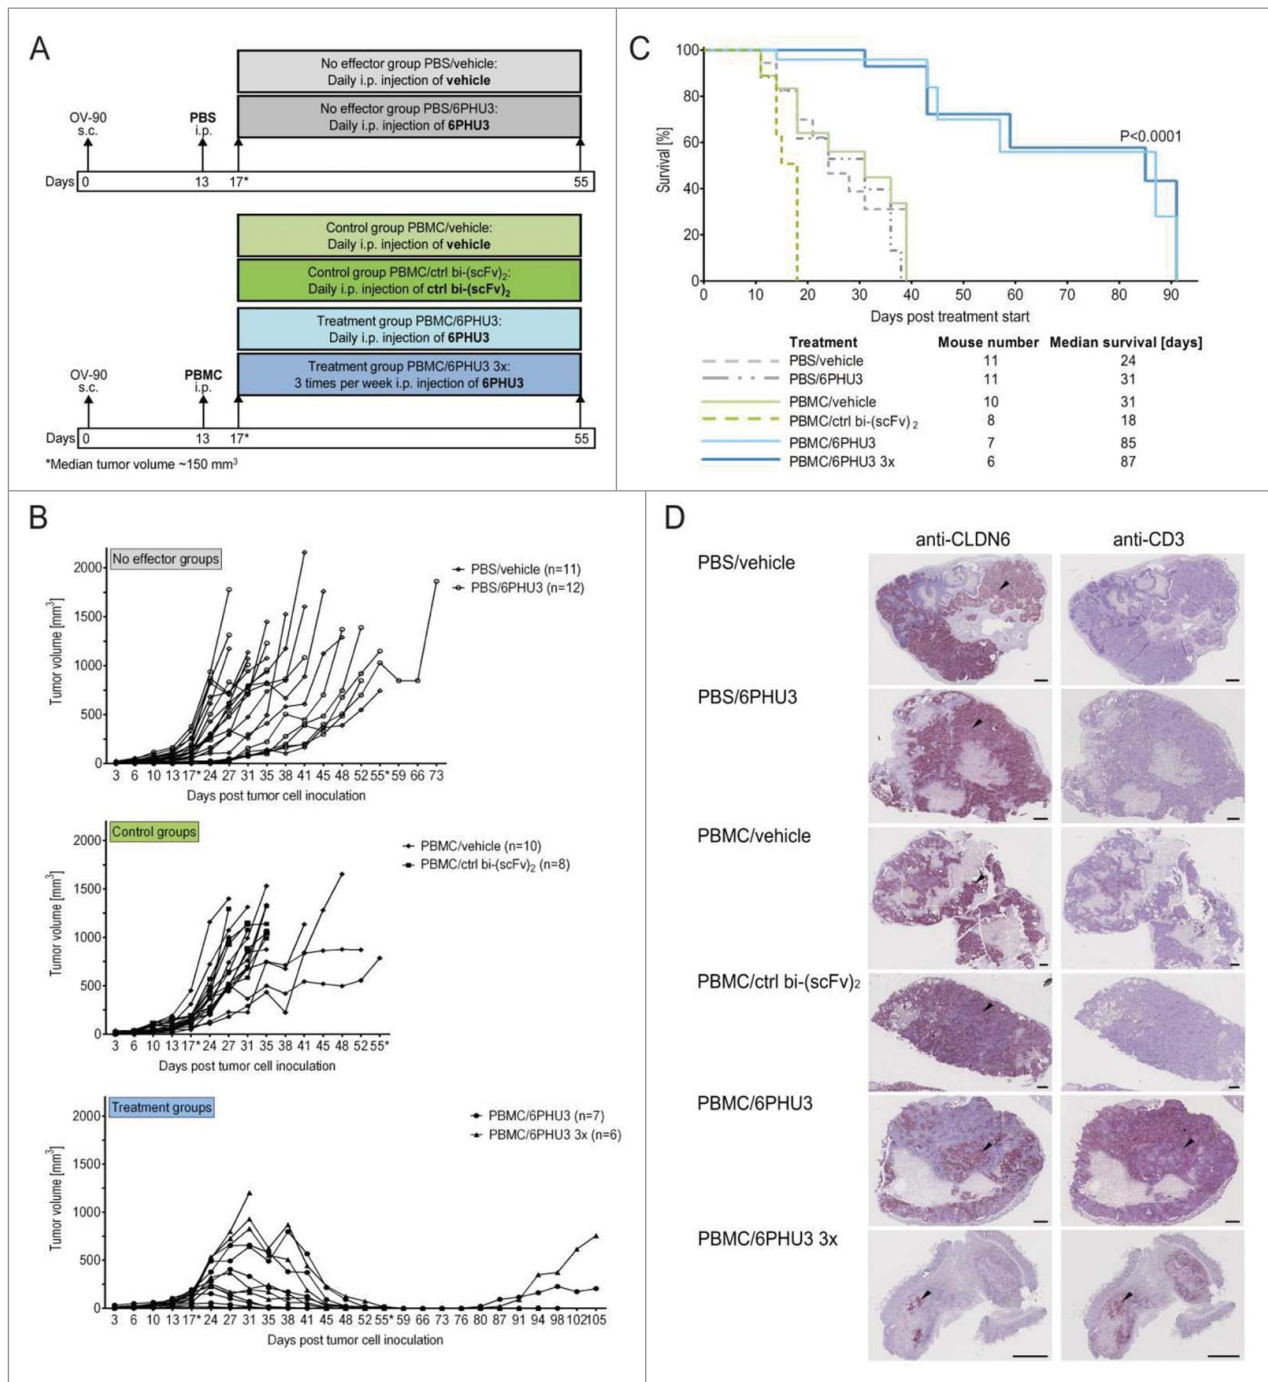 A
No effector group PBS/vehicle:
Daily i.p. injection of vehicle
No effector group PBS/6PHU3:
Daily i.p. injection of 6PHU3
OV-90
s.c.
PBS
i.p.
Days 0 13 17* 55
Control group PBMC/vehicle:
Daily i.p. injection of vehicle
Control group PBMC/ctrl bi-(scFv)2:
Daily i.p. injection of ctrl bi-(scFv)2
Treatment group PBMC/6PHU3:
Daily i.p. injection of 6PHU3
Treatment group PBMC/6PHU3 3x:
3 times per week i.p. injection of 6PHU3
OV-90
s.c.
PBMC
i.p.
Days 0 13 17* 55
*Median tumor volume ~150 mm3
C
Survival [%]
100
80
60
40
20
0
P<0.0001
0 10 20 30 40 50 60 70 80 90
Days post treatment start
Treatment Mouse number Median survival [days]
PBS/vehicle 11 24
PBS/6PHU3 11 31
PBMC/vehicle 10 31
PBMC/ctrl bi-(scFv) 2 8 18
PBMC/6PHU3 7 85
PBMC/6PHU3 3x 6 87
B
No effector groups
PBS/vehicle (n=11)
PBS/6PHU3 (n=12)
Tumor volume [mm3]
2000
1500
1000
500
0
3 6 10 13 17* 24 27 31 35 38 41 45 48 52 55* 59 66 73
Days post tumor cell inoculation
Control groups
PBMC/vehicle (n=10)
PBMC/ctrl bi-(scFv)2 (n=8)
Tumor volume [mm3]
2000
1500
1000
500
0
3 6 10 13 17* 24 27 31 35 38 41 45 48 52 55*
Days post tumor cell inoculation
Treatment groups
PBMC/6PHU3 (n=7)
PBMC/6PHU3 3x (n=6)
Tumor volume [mm3]
2000
1500
1000
500
0
3 6 10 13 17* 24 27 31 35 38 41 45 48 52 55* 59 66 70 73 76 80 87 91 94 98 102 105
Days post tumor cell inoculation
D
anti-CLDN6 anti-CD3
PBS/vehicle
PBS/6PHU3
PBMC/vehicle
PBMC/ctrl bi-(scFv)2
PBMC/6PHU3
PBMC/6PHU3 3x